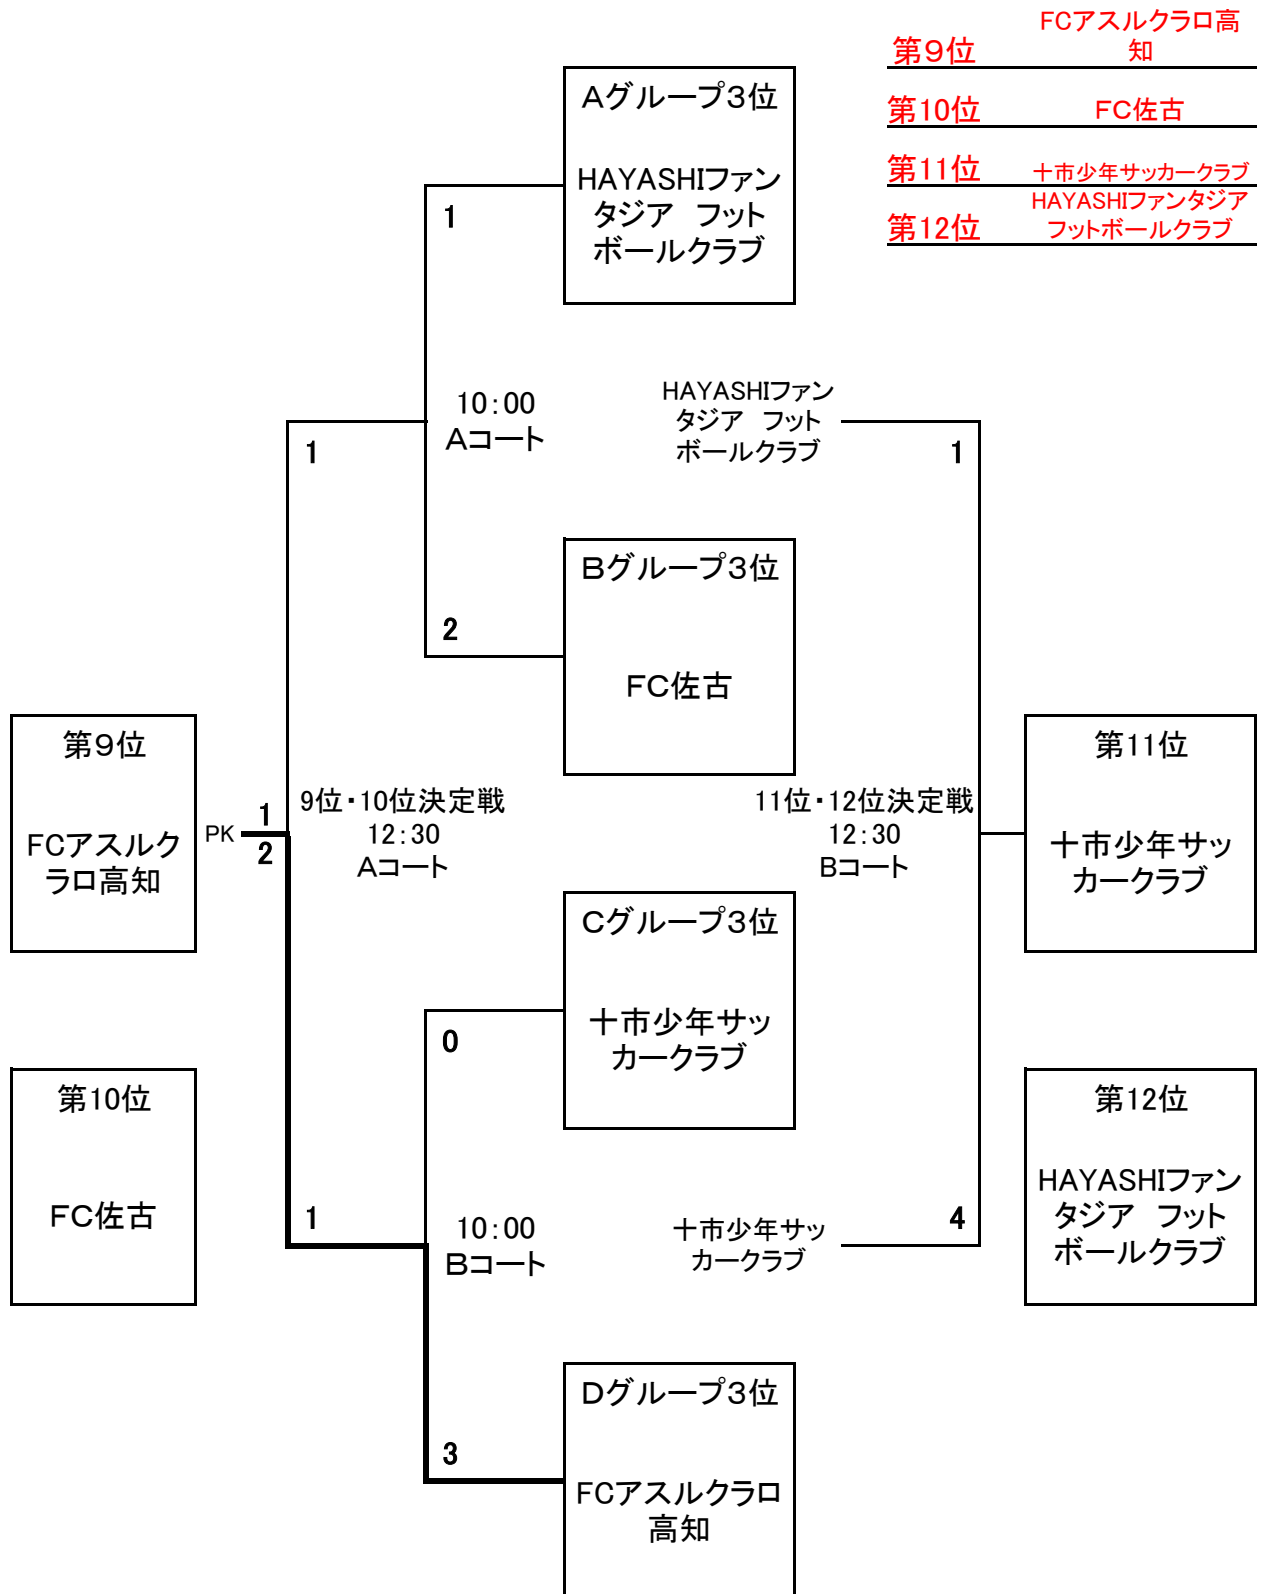 FCアスルクラロ高
知
第９位
第10位
FC佐古
第11位
十市少年サッカークラブ
HAYASHIファンタジア
フットボールクラブ
第12位
Ａグループ３位
HAYASHIファン
タジア　フット
ボールクラブ
1
10：00
Ａコート
HAYASHIファン
タジア　フット
ボールクラブ
1
1
Ｂグループ３位
2
ＦＣ佐古
第９位
FCアスルク
ラロ高知
PK
1
2
9位・10位決定戦
12：30
Ａコート
11位・12位決定戦
12：30
Ｂコート
第11位
十市少年サッ
カークラブ
Ｃグループ３位
十市少年サッ
カークラブ
0
第10位
ＦＣ佐古
第12位
HAYASHIファン
タジア　フット
ボールクラブ
1
10：00
Ｂコート
十市少年サッ
カークラブ
4
Ｄグループ３位
3
FCアスルクラロ
高知